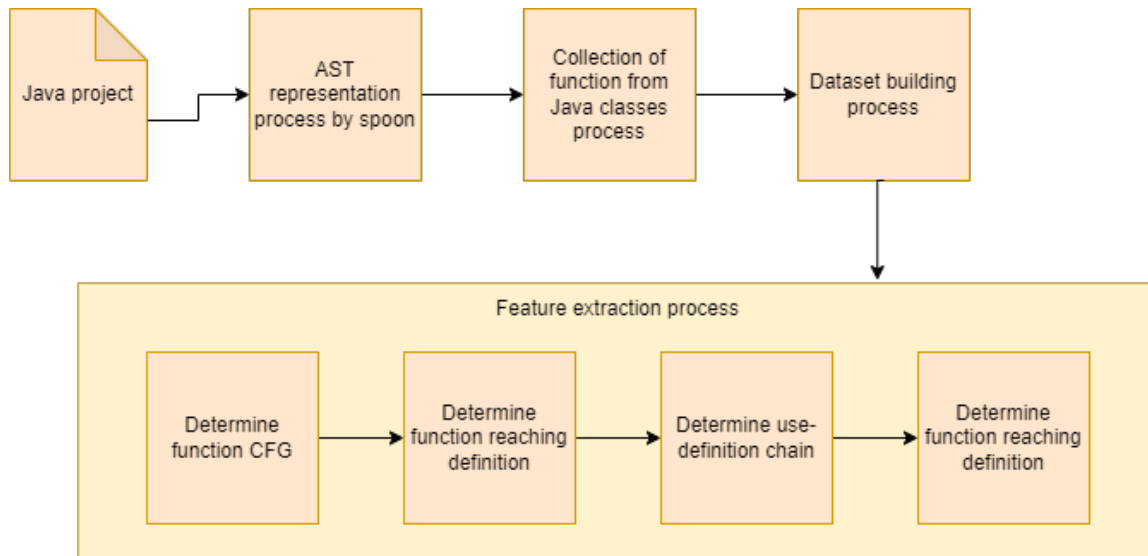 Java project
AST
representation
process by spoon
Collection of
function from
Java classes
process
Dataset building
process
Feature extraction process
Determine
function CFG
Determine
function reaching
definition
Determine use-
definition chain
Determine
function reaching
definition